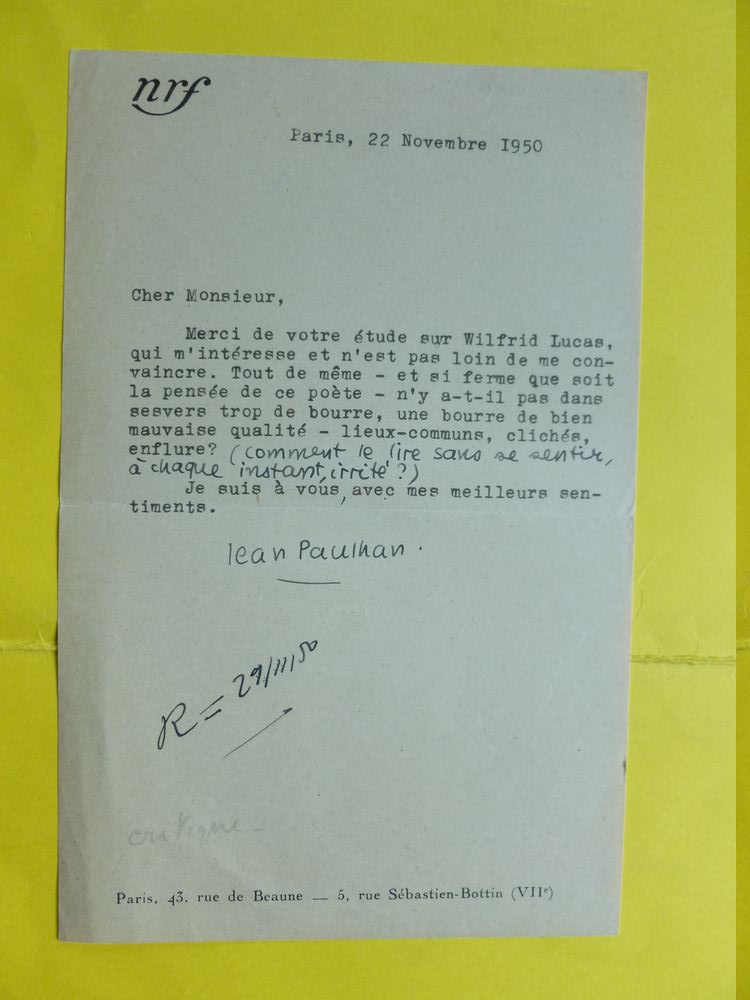 nrf
Paris, 22 Novembre 1950
Cher Monsieur,
Merci de votre étude sur Wilfrid Lucas,
qui m'intéresse et n'est pas loin de me con-
vaincre. Tout de même - et si ferme que soit
la pensée de ce poète - n'y a-t-il pas dans
sesvers trop de bourre, une bourre de bien
mauvaise qualité - lieux-communs, clichés,
enflure? (comment le lire sans se sentir,
à chaque instant, irrité ?)
Je suis à vous, avec mes meilleurs sen-
timents.
Jean Paulhan.
R = 29/11/50
critique -
Paris, 43, rue de Beaune — 5, rue Sébastien-Bottin (VIIe)